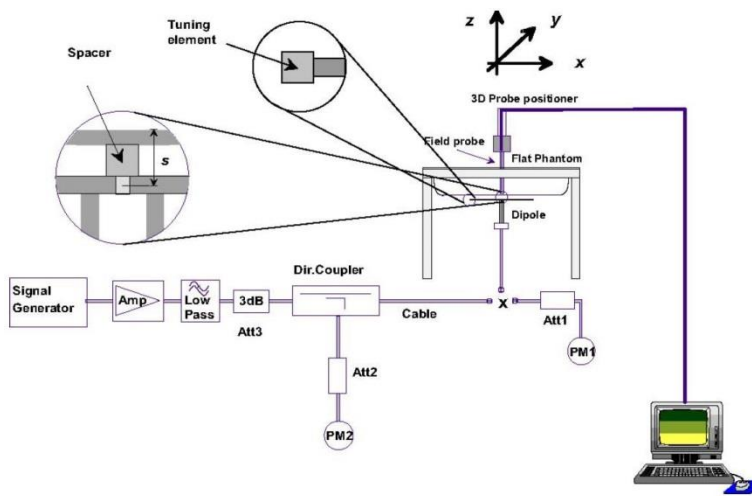 Tuning
element
Spacer
s
z
y
x
3D Probe positioner
Field probe
Flat Phantom
Dipole
Signal
Generator
Amp
Low
Pass
3dB
Att3
Dir.Coupler
Cable
x
Att1
PM1
Att2
PM2